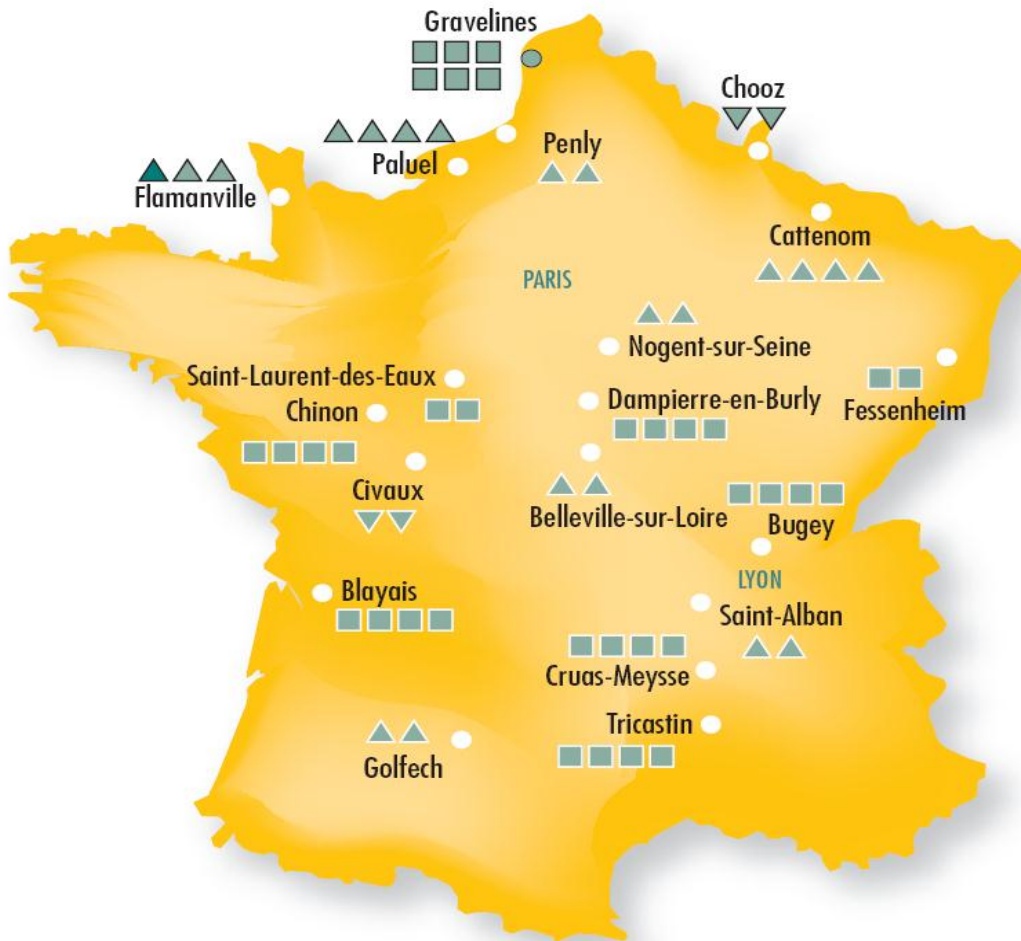 Gravelines
Chooz
Penly
Paluel
Flamanville
Cattenom
PARIS
Nogent-sur-Seine
Saint-Laurent-des-Eaux
Dampierre-en-Burly
Chinon
Fessenheim
Civaux
Belleville-sur-Loire
Bugey
LYON
Blayais
Saint-Alban
Cruas-Meysse
Tricastin
Golfech